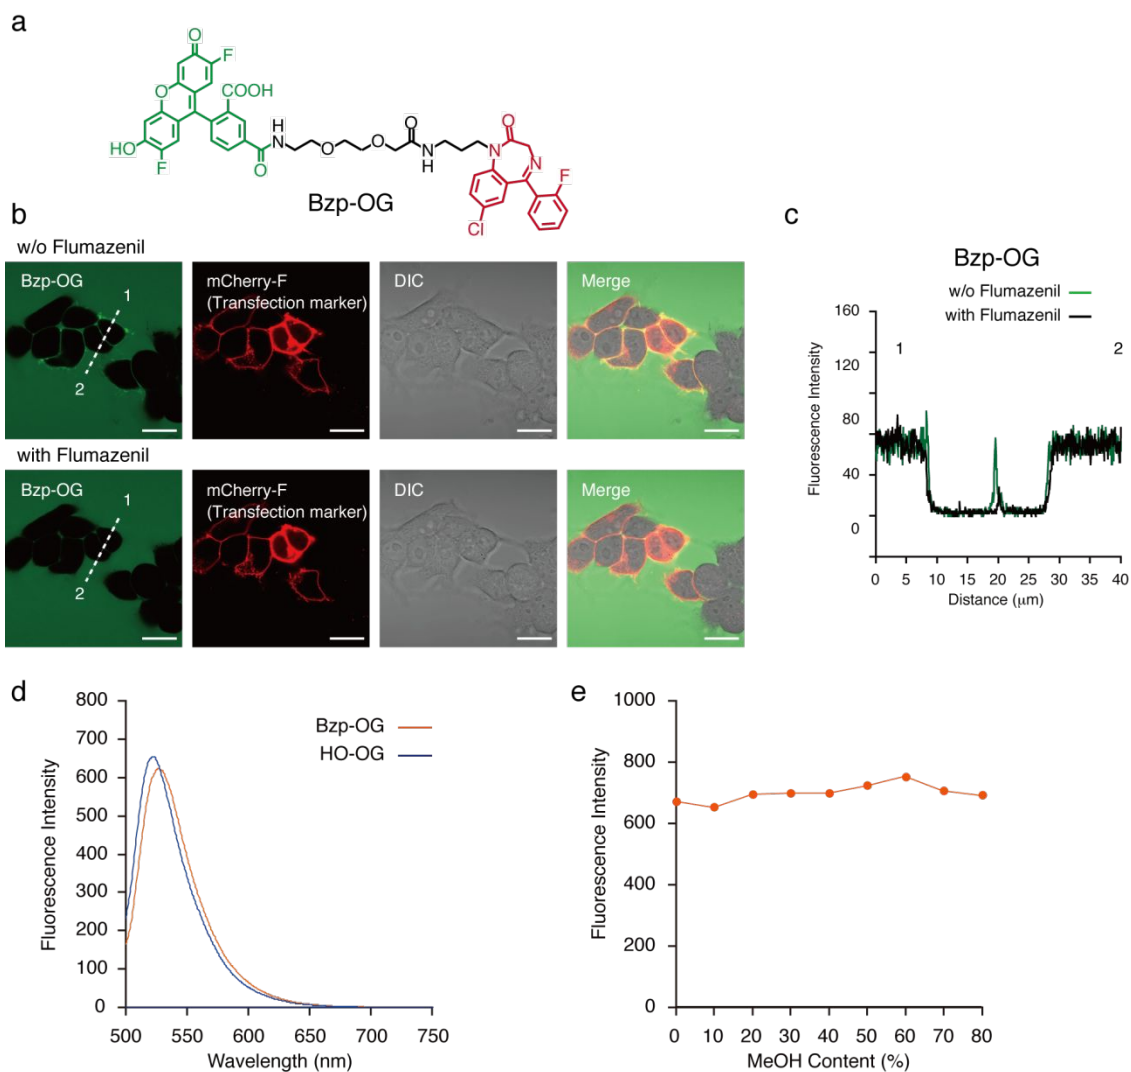 a
O
F
O
COOH
HO
F
O
H
N
O
O
O
N
H
O
N
N
F
Cl
Bzp-OG
b
w/o Flumazenil
Bzp-OG
1
2
mCherry-F
(Transfection marker)
DIC
Merge
with Flumazenil
Bzp-OG
1
2
mCherry-F
(Transfection marker)
DIC
Merge
c
Bzp-OG
w/o Flumazenil
with Flumazenil
1
2
160
120
80
40
0
Fluorescence Intensity
0 5 10 15 20 25 30 35 40
Distance (μm)
d
Bzp-OG
HO-OG
800
700
600
500
400
300
200
100
0
Fluorescence Intensity
500 550 600 650 700 750
Wavelength (nm)
e
1000
800
600
400
200
0
Fluorescence Intensity
0 10 20 30 40 50 60 70 80
MeOH Content (%)